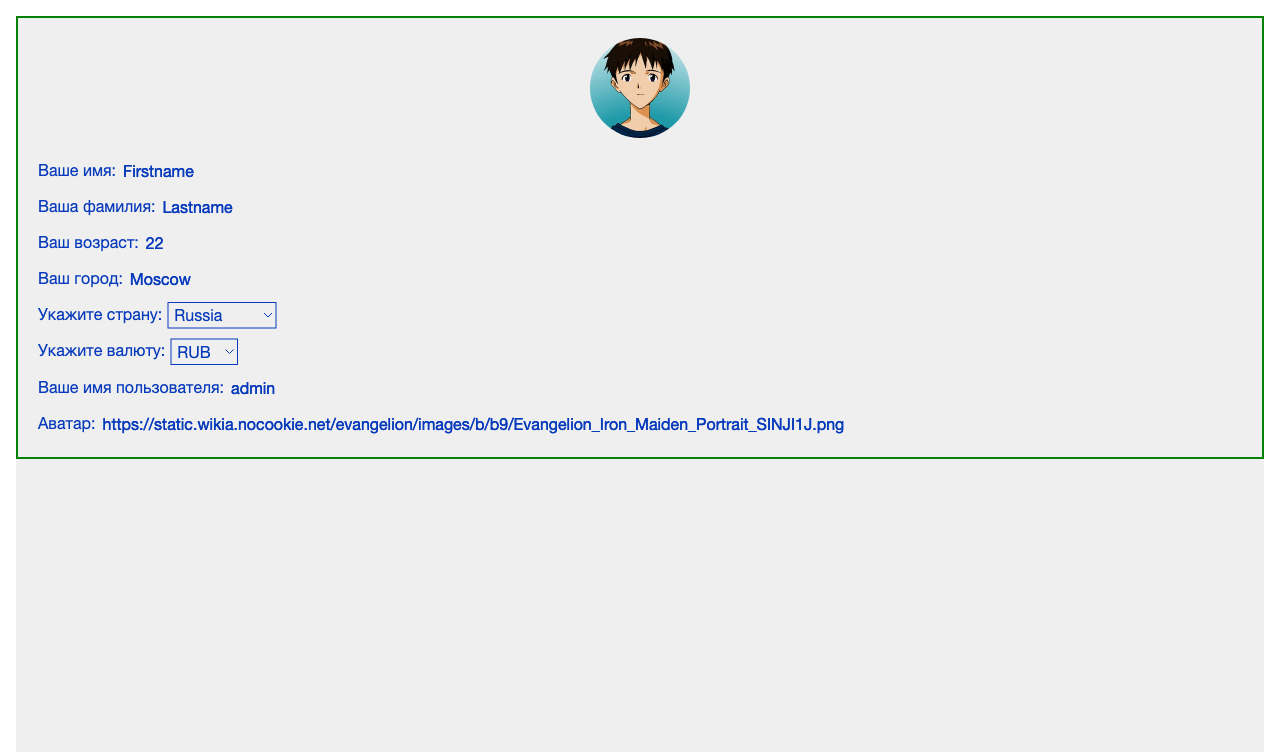 Ваше имя: Firstname
Ваша фамилия: Lastname
Ваш возраст: 22
Ваш город: Moscow
Укажите страну: Russia
Укажите валюту: RUB
Ваше имя пользователя: admin
Аватар: https://static.wikia.nocookie.net/evangelion/images/b/b9/Evangelion_Iron_Maiden_Portrait_SINJI1J.png